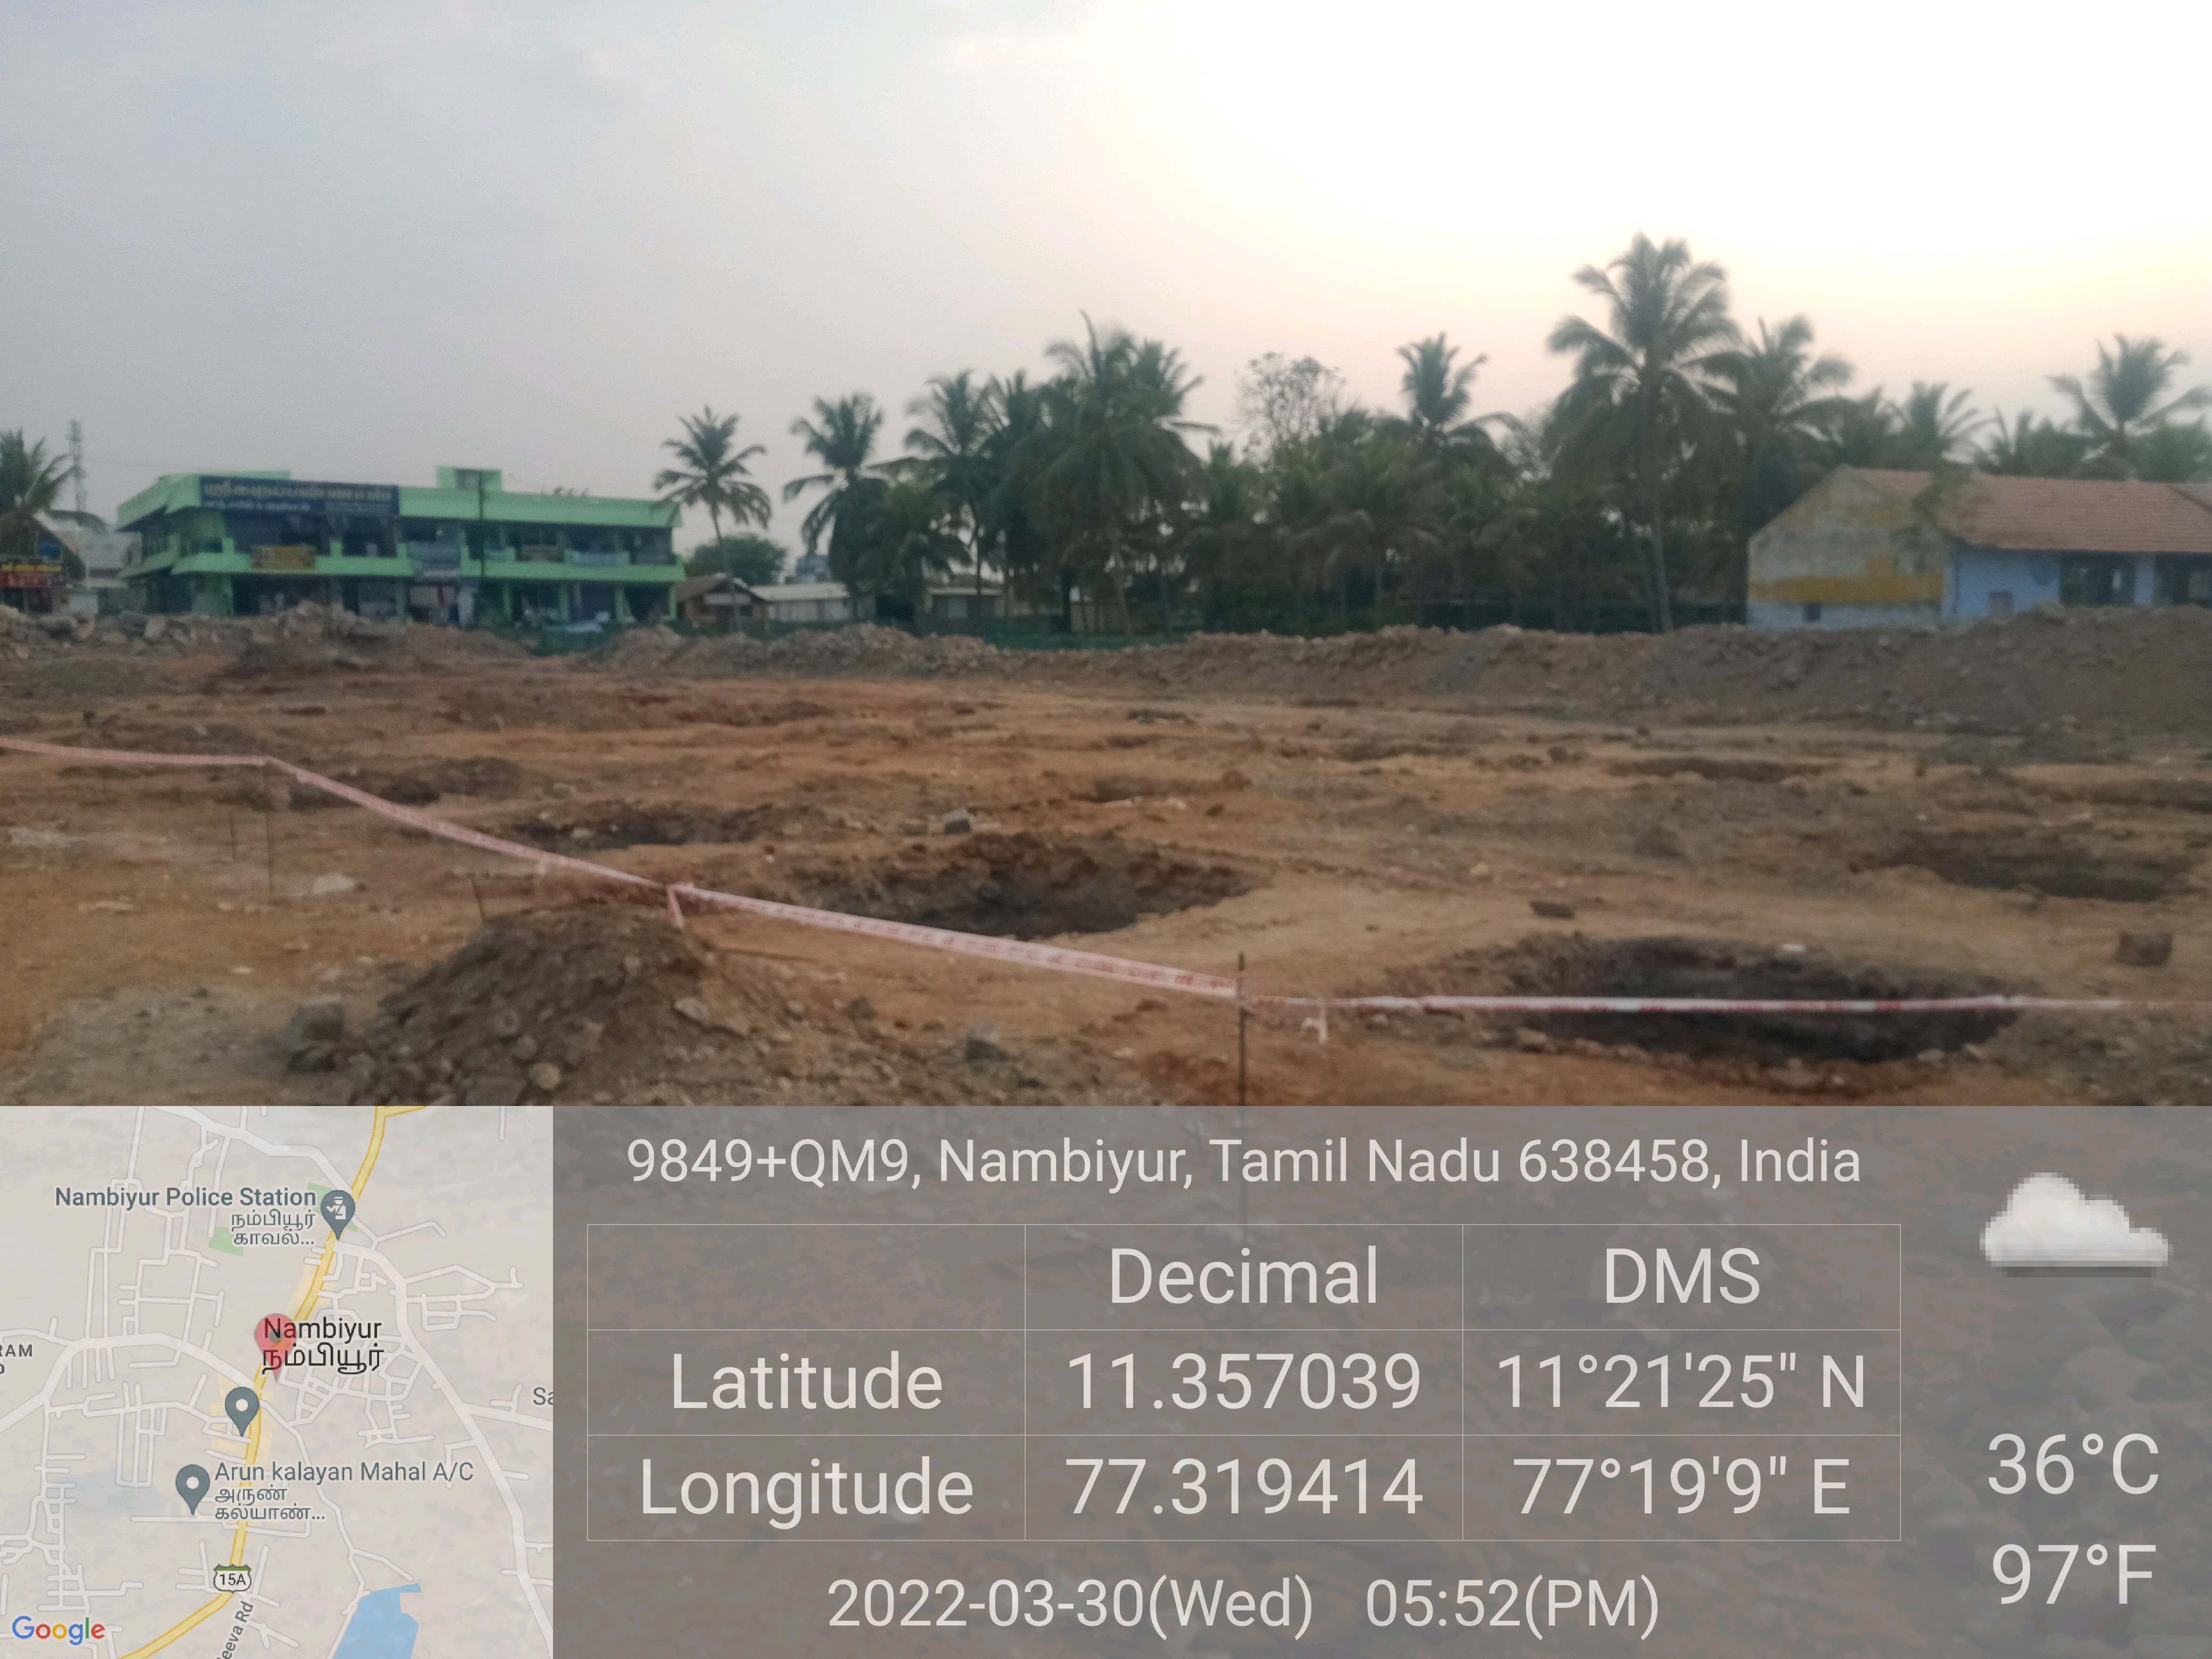 9849+QM9, Nambiyur, Tamil Nadu 638458, India
Decimal DMS
Latitude 11.357039 11°21'25" N
Longitude 77.319414 77°19'9" E
2022-03-30(Wed) 05:52(PM)
36°C
97°F
Nambiyur Police Station
நம்பியூர்
காவல்...
Nambiyur
நம்பியூர்
RAM
Sa
Arun kalayan Mahal A/C
அருண்
கல்யாண்...
15A
eeva Rd
Google